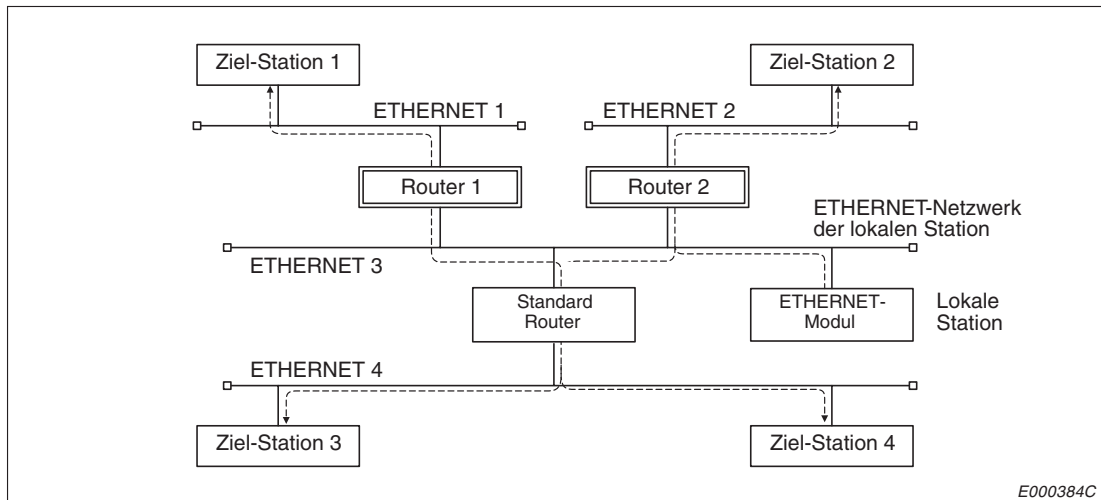 Ziel-Station 1
Ziel-Station 2
ETHERNET 1
ETHERNET 2
Router 1
Router 2
ETHERNET-Netzwerk
der lokalen Station
ETHERNET 3
Standard
Router
ETHERNET-
Modul
Lokale
Station
ETHERNET 4
Ziel-Station 3
Ziel-Station 4
E000384C